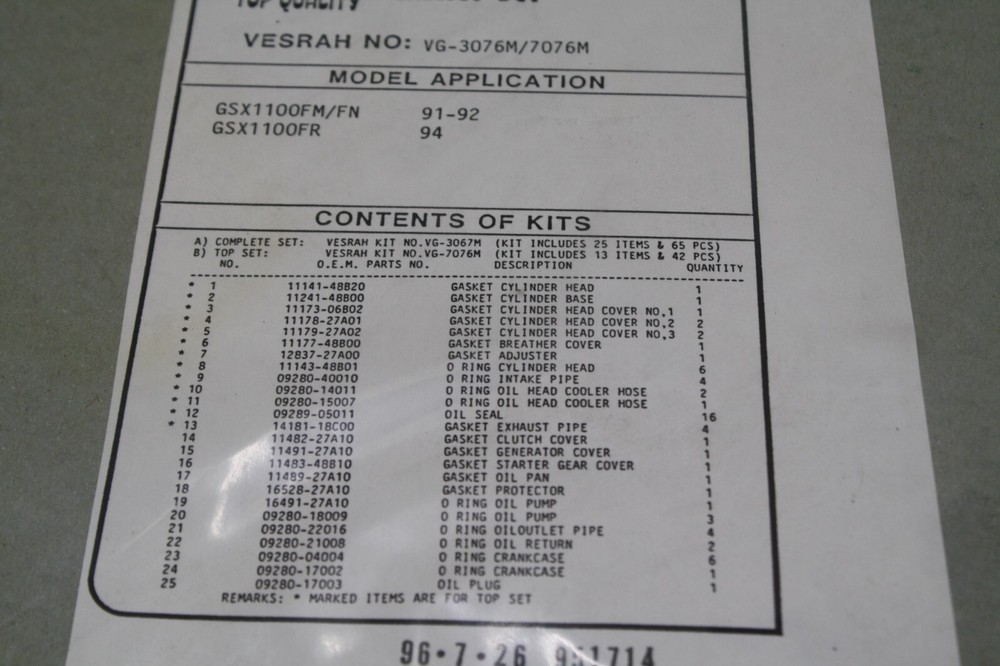 TOP QUALITY
VESRAH NO: VG-3076M/7076M
MODEL APPLICATION
GSX1100FM/FN 91-92
GSX1100FR 94
CONTENTS OF KITS
A) COMPLETE SET: VESRAH KIT NO.VG-3067M (KIT INCLUDES 25 ITEMS & 65 PCS)
B) TOP SET: VESRAH KIT NO.VG-7076M (KIT INCLUDES 13 ITEMS & 42 PCS)
NO. O.E.M. PARTS NO. DESCRIPTION QUANTITY
* 1 11141-48B20 GASKET CYLINDER HEAD 1
* 2 11241-48B00 GASKET CYLINDER BASE 1
* 3 11173-06B02 GASKET CYLINDER HEAD COVER NO.1 1
* 4 11178-27A01 GASKET CYLINDER HEAD COVER NO.2 2
* 5 11179-27A02 GASKET CYLINDER HEAD COVER NO.3 2
* 6 11177-48B00 GASKET BREATHER COVER 1
* 7 12837-27A00 GASKET ADJUSTER 1
* 8 11143-48B01 O RING CYLINDER HEAD 6
* 9 09280-40010 O RING INTAKE PIPE 4
* 10 09280-14011 O RING OIL HEAD COOLER HOSE 2
* 11 09280-15007 O RING OIL HEAD COOLER HOSE 1
* 12 09289-05011 OIL SEAL 16
* 13 14181-18C00 GASKET EXHAUST PIPE 4
14 11482-27A10 GASKET CLUTCH COVER 1
15 11491-27A10 GASKET GENERATOR COVER 1
16 11483-48B10 GASKET STARTER GEAR COVER 1
17 11489-27A10 GASKET OIL PAN 1
18 16528-27A10 GASKET PROTECTOR 1
19 16491-27A10 O RING OIL PUMP 1
20 09280-18009 O RING OIL PUMP 3
21 09280-22016 O RING OILOUTLET PIPE 4
22 09280-21008 O RING OIL RETURN 2
23 09280-04004 O RING CRANKCASE 6
24 09280-17002 O RING CRANKCASE 1
25 09280-17003 OIL PLUG 1
REMARKS: * MARKED ITEMS ARE FOR TOP SET
96·7·26